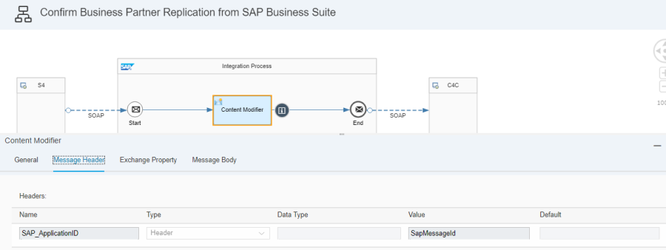 Confirm Business Partner Replication from SAP Business Suite
SAP
Integration Process
S4
C4C
Content Modifier
SOAP
Start
End
SOAP
Content Modifier
General
Message Header
Exchange Property
Message Body
Headers:
Name Type Data Type Value Default
SAP_ApplicationID Header SapMessageId